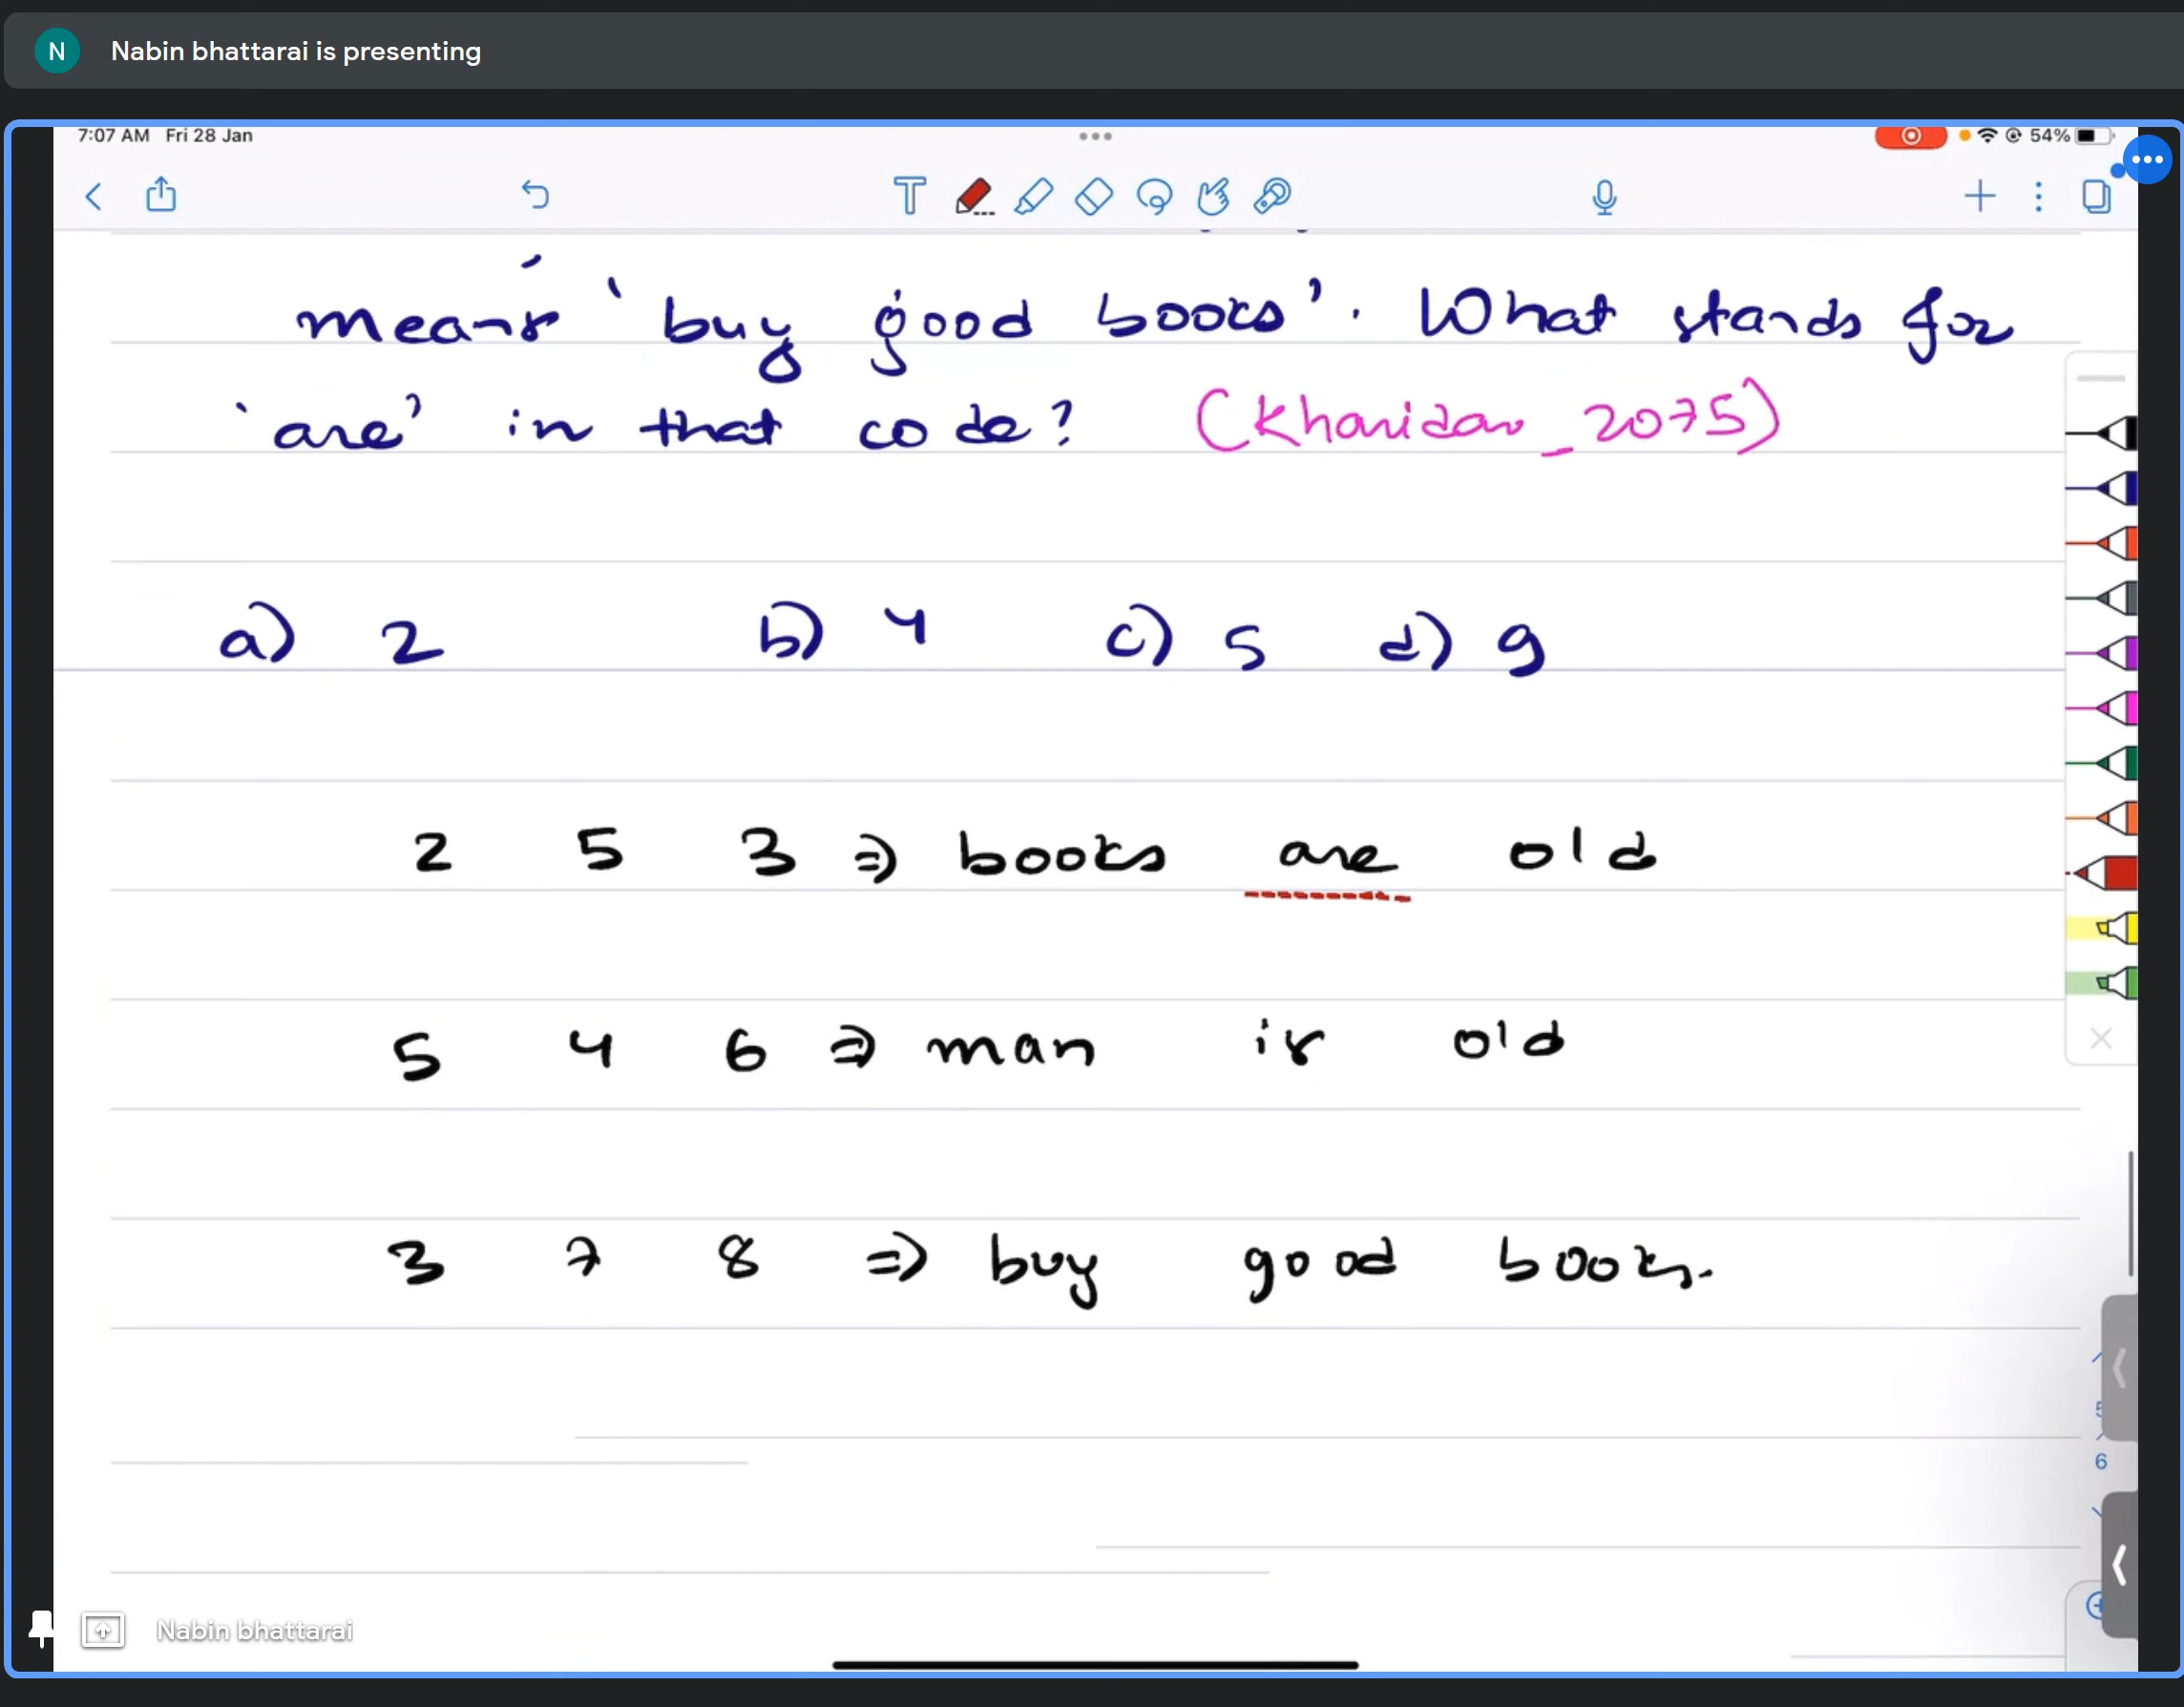 N Nabin bhattarai is presenting
7:07 AM Fri 28 Jan
54%
T
means 'buy good books'. What stands for
'are' in that code? (Kharidar_2075)
a) 2 b) 4 c) 5 d) 9
2 5 3 => books are old
5 4 6 => man is old
3 7 8 => buy good books.
5
6
Nabin bhattarai